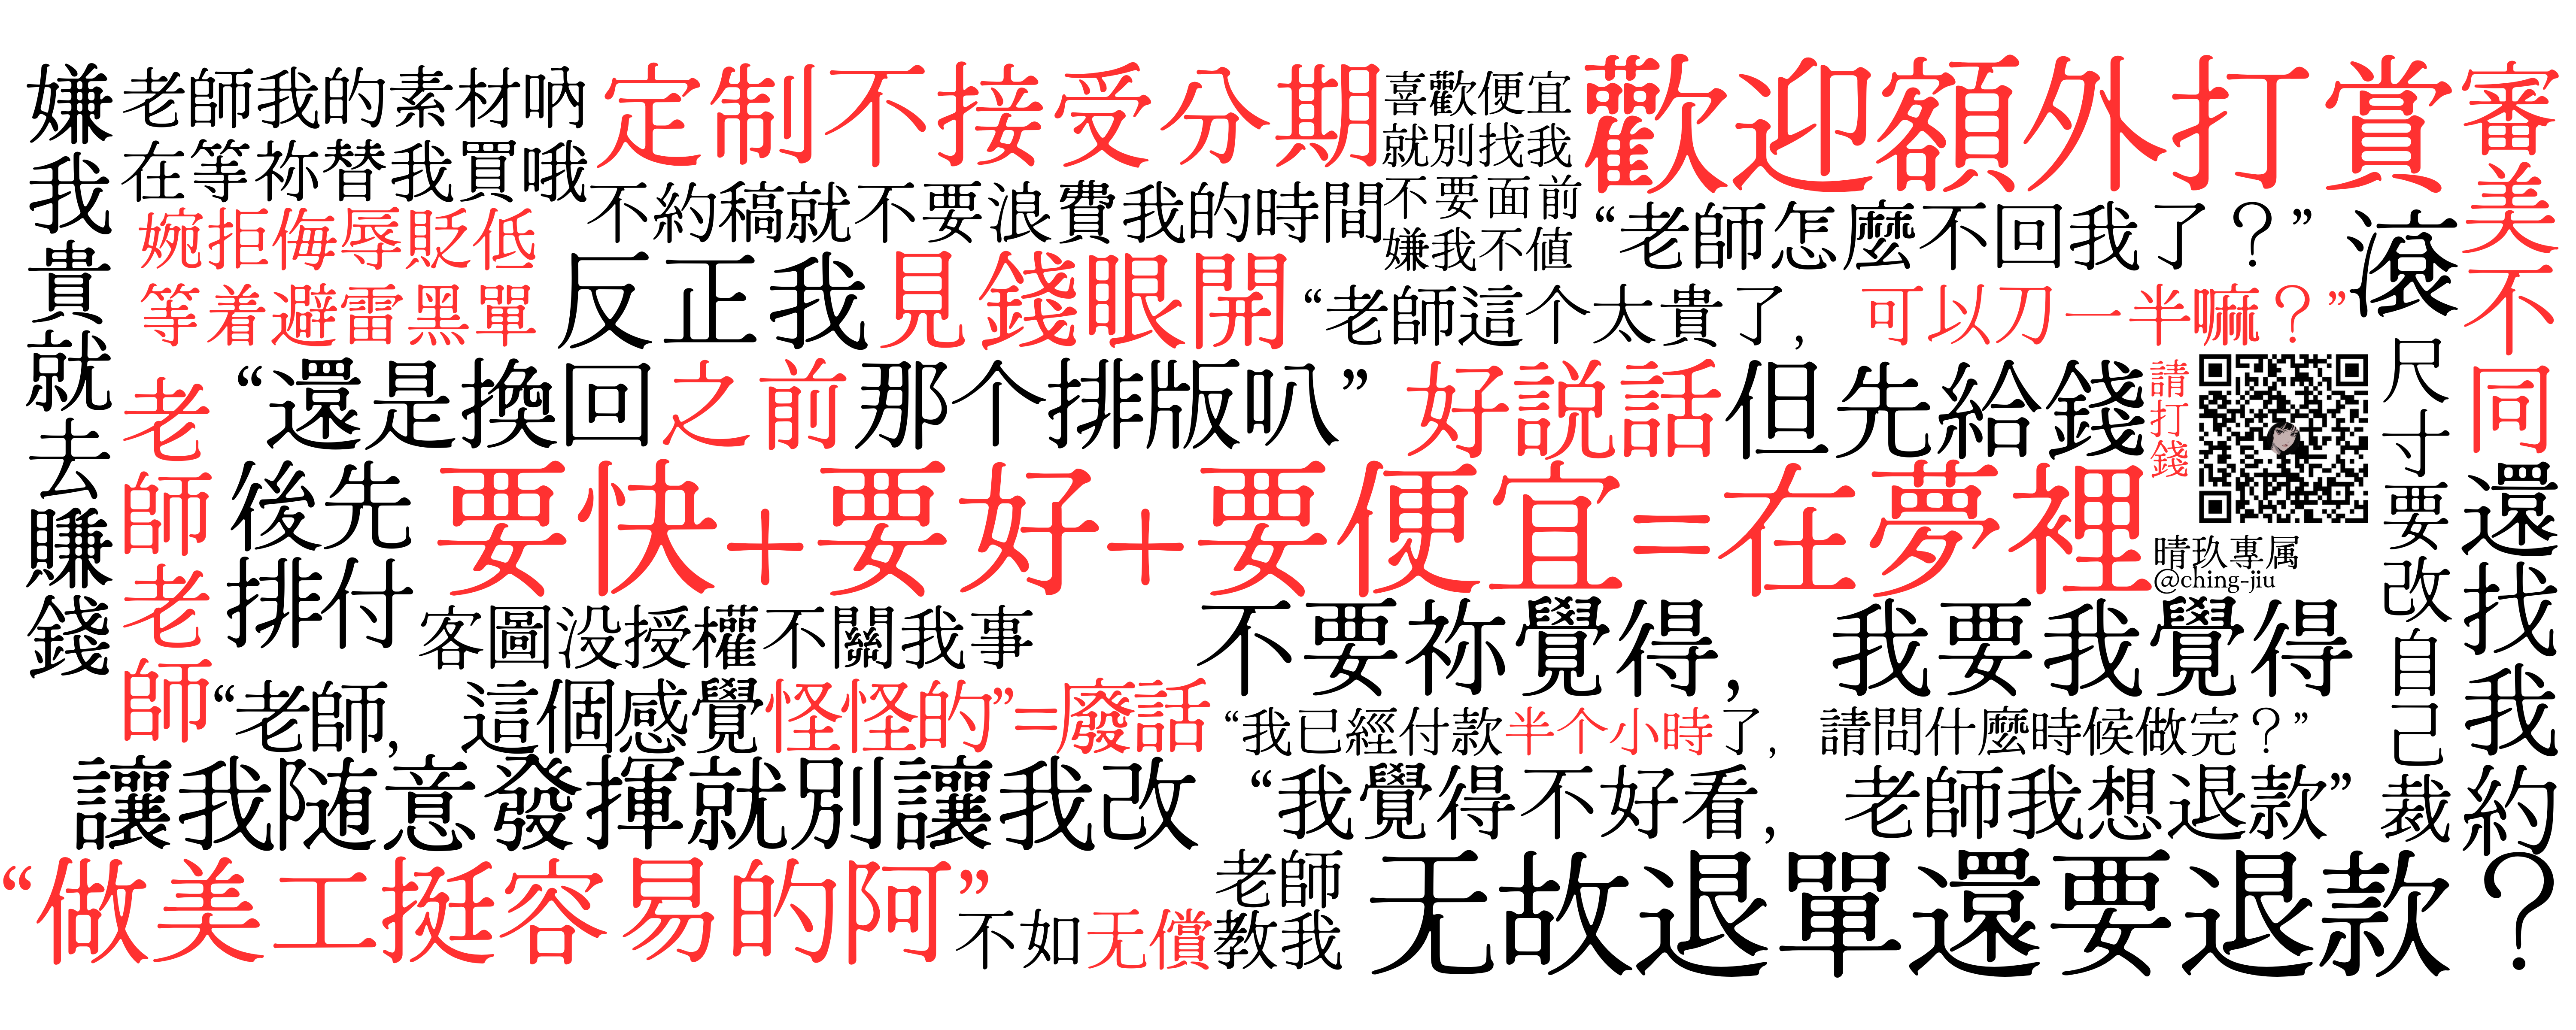 嫌我貴就去賺錢
老師我的素材吶
在等祢替我買哦
婉拒侮辱貶低
等着避雷黑單
定制不接受分期
不約稿就不要浪費我的時間
喜歡便宜
就別找我
不要面前
嫌我不值
歡迎額外打賞
“老師怎麼不回我了？”
滾
審美不同還找我約？
反正我見錢眼開
“老師這个太貴了，可以刀一半嘛？”
老師老師
“還是換回之前那个排版叭”
好説話但先給錢
請打錢
尺寸要改自己裁
後先
排付
要快+要好+要便宜=在夢裡
晴玖專属
@ching-jiu
客圖没授權不關我事
不要祢覺得，我要我覺得
“老師，這個感覺怪怪的”=廢話
“我已經付款半个小時了，請問什麼時候做完？”
讓我随意發揮就別讓我改
“我覺得不好看，老師我想退款”
“做美工挺容易的阿”
不如无償教我
老師
无故退單還要退款